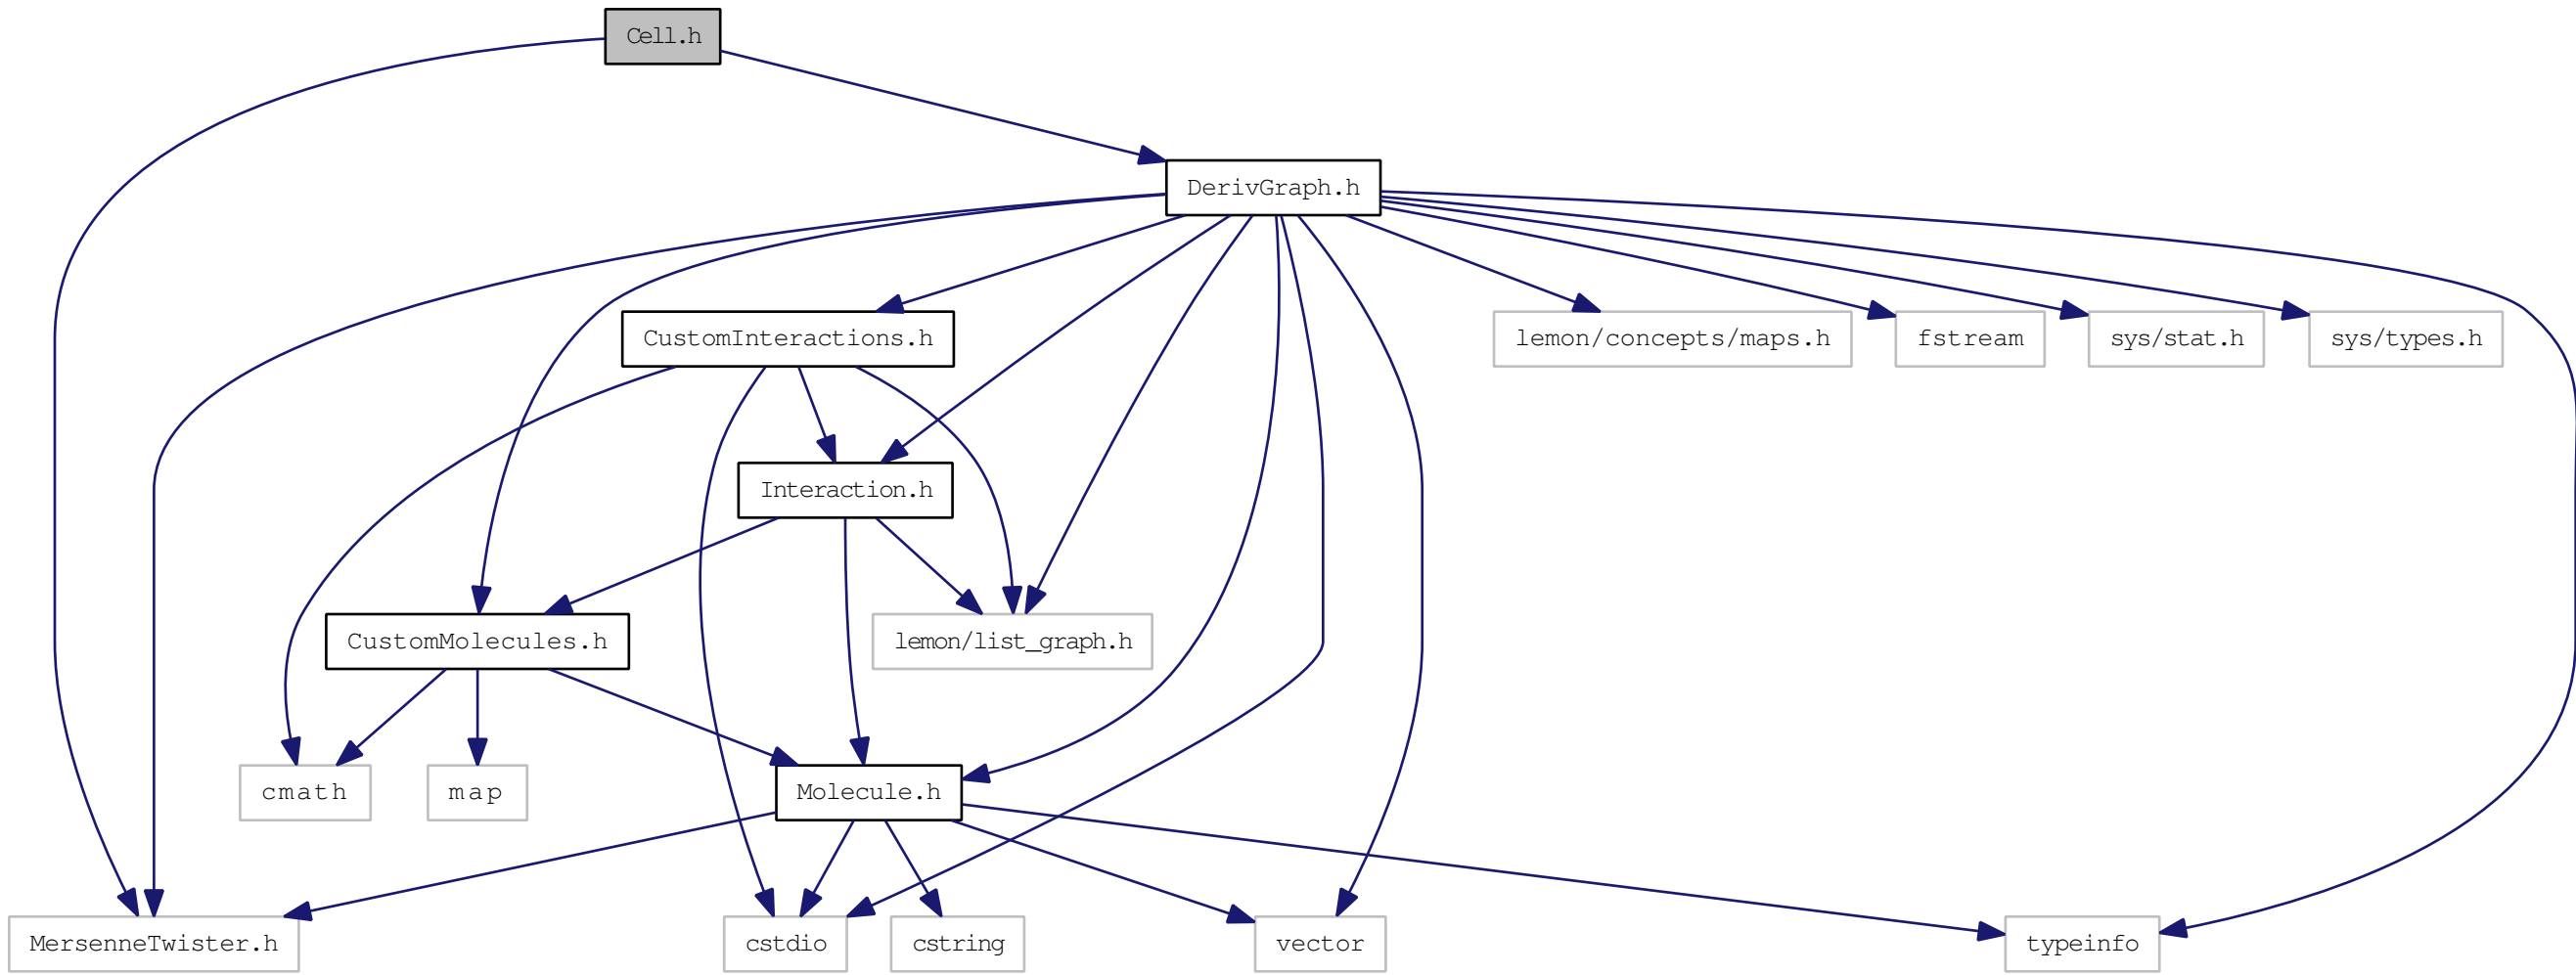 Cell.h
DerivGraph.h
CustomInteractions.h
lemon/concepts/maps.h
fstream
sys/stat.h
sys/types.h
Interaction.h
CustomMolecules.h
lemon/list_graph.h
cmath
map
Molecule.h
MersenneTwister.h
cstdio
cstring
vector
typeinfo